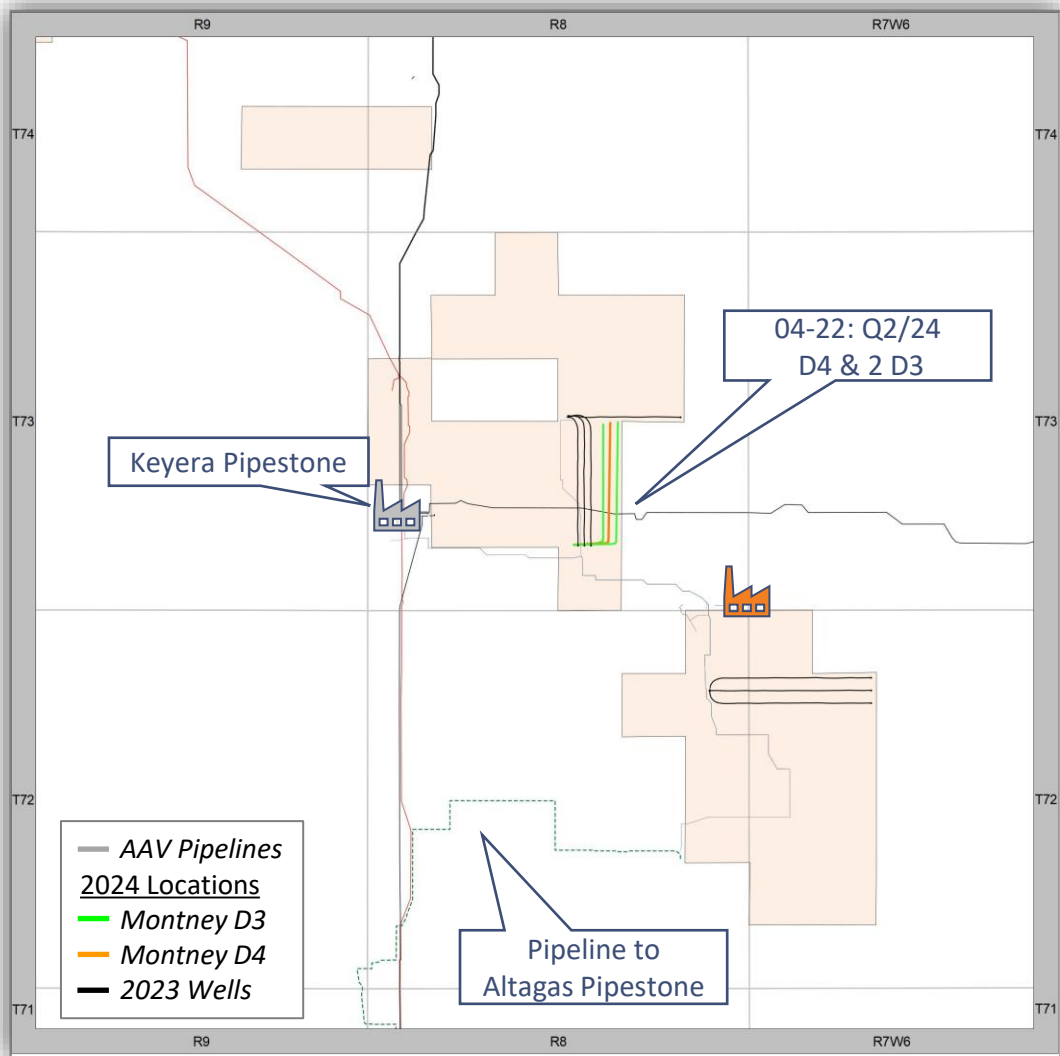 R9
R8
R7W6
T74
T74
04-22: Q2/24
D4 & 2 D3
T73
T73
Keyera Pipestone
T72
T72
AAV Pipelines
2024 Locations
Montney D3
Montney D4
2023 Wells
Pipeline to
Altagas Pipestone
T71
T71
R9
R8
R7W6